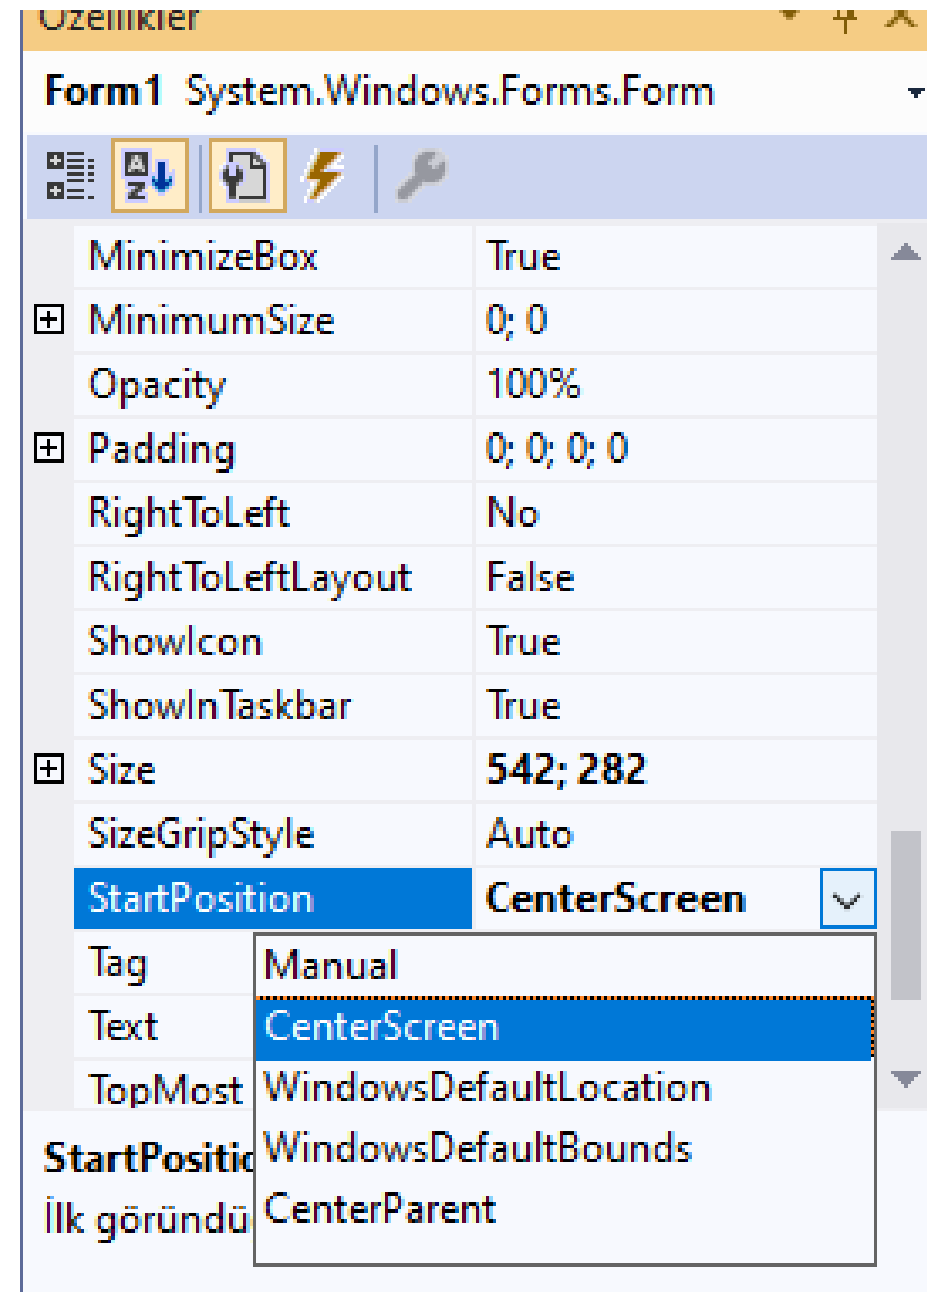 Özellikler
Form1 System.Windows.Forms.Form
MinimizeBox True
MinimumSize 0; 0
Opacity 100%
Padding 0; 0; 0; 0
RightToLeft No
RightToLeftLayout False
ShowIcon True
ShowInTaskbar True
Size 542; 282
SizeGripStyle Auto
StartPosition CenterScreen
Tag Manual
Text CenterScreen
TopMost WindowsDefaultLocation
WindowsDefaultBounds
İlk CenterParent